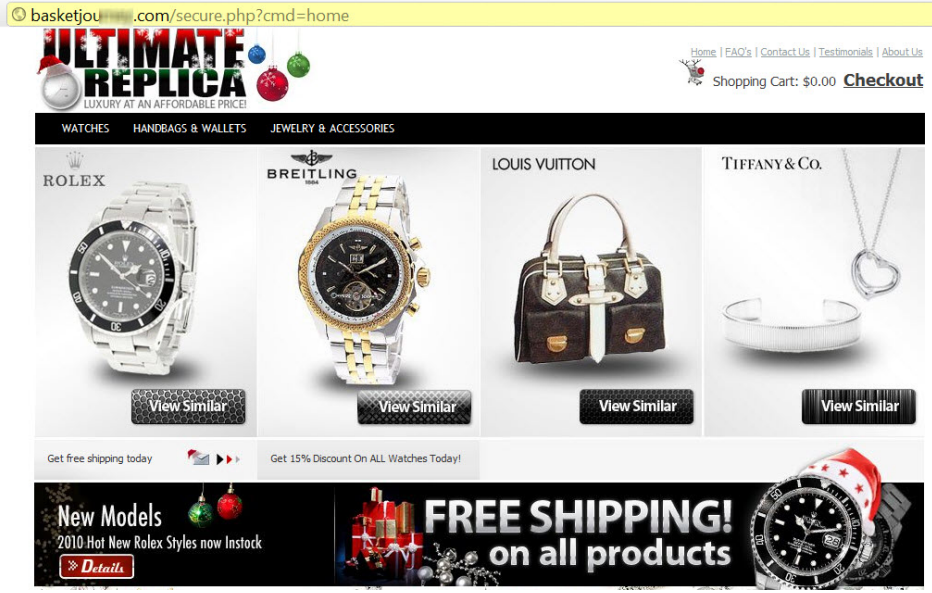 basketjou.com/secure.php?cmd=home
ULTIMATE
REPLICA
LUXURY AT AN AFFORDABLE PRICE!
Home | FAQ's | Contact Us | Testimonials | About Us
Shopping Cart: $0.00 Checkout
WATCHES HANDBAGS & WALLETS JEWELRY & ACCESSORIES
ROLEX
BREITLING
1884
LOUIS VUITTON
TIFFANY & CO.
View Similar
View Similar
View Similar
View Similar
Get free shipping today
Get 15% Discount On ALL Watches Today!
New Models
2010 Hot New Rolex Styles now Instock
» Details
FREE SHIPPING!
on all products